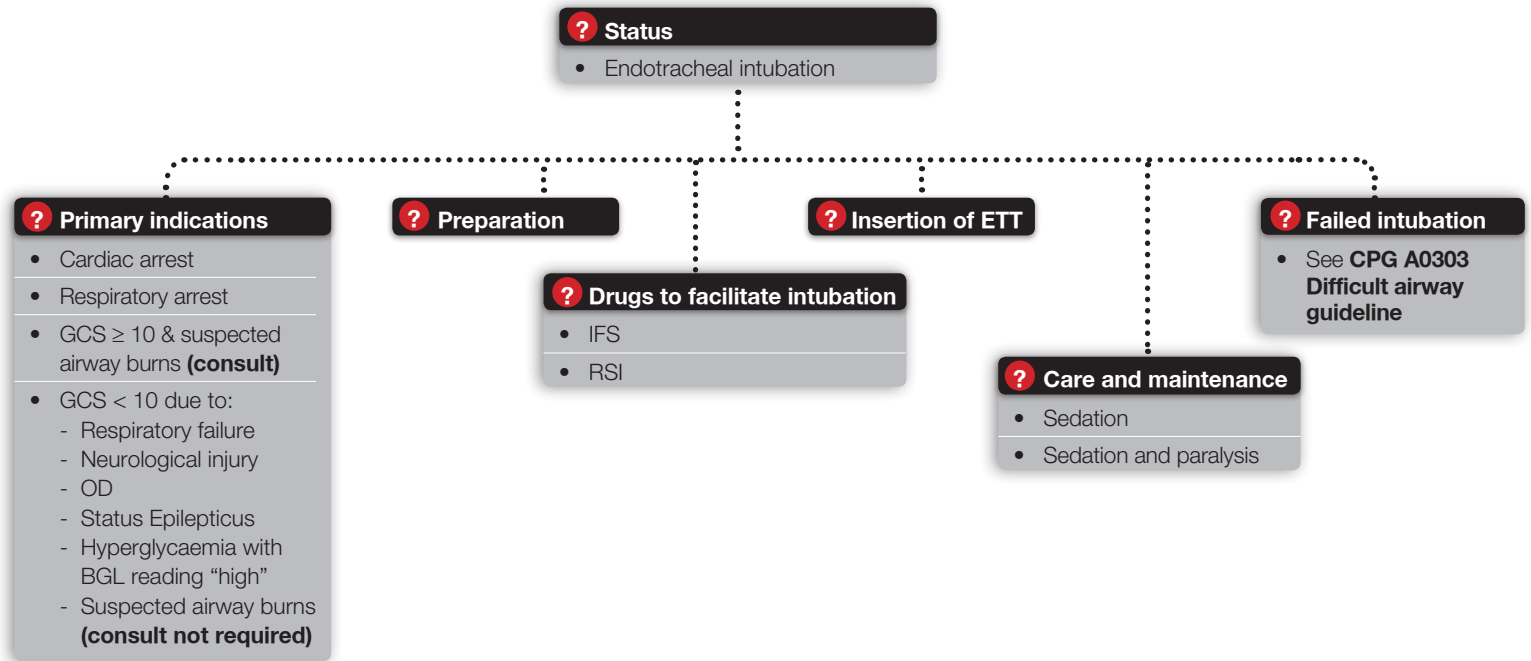 ? Status
• Endotracheal intubation
? Primary indications
• Cardiac arrest
• Respiratory arrest
• GCS ≥ 10 & suspected
airway burns (consult)
• GCS < 10 due to:
- Respiratory failure
- Neurological injury
- OD
- Status Epilepticus
- Hyperglycaemia with
BGL reading “high”
- Suspected airway burns
(consult not required)
? Preparation
? Drugs to facilitate intubation
• IFS
• RSI
? Insertion of ETT
? Care and maintenance
• Sedation
• Sedation and paralysis
? Failed intubation
• See CPG A0303
Difficult airway
guideline